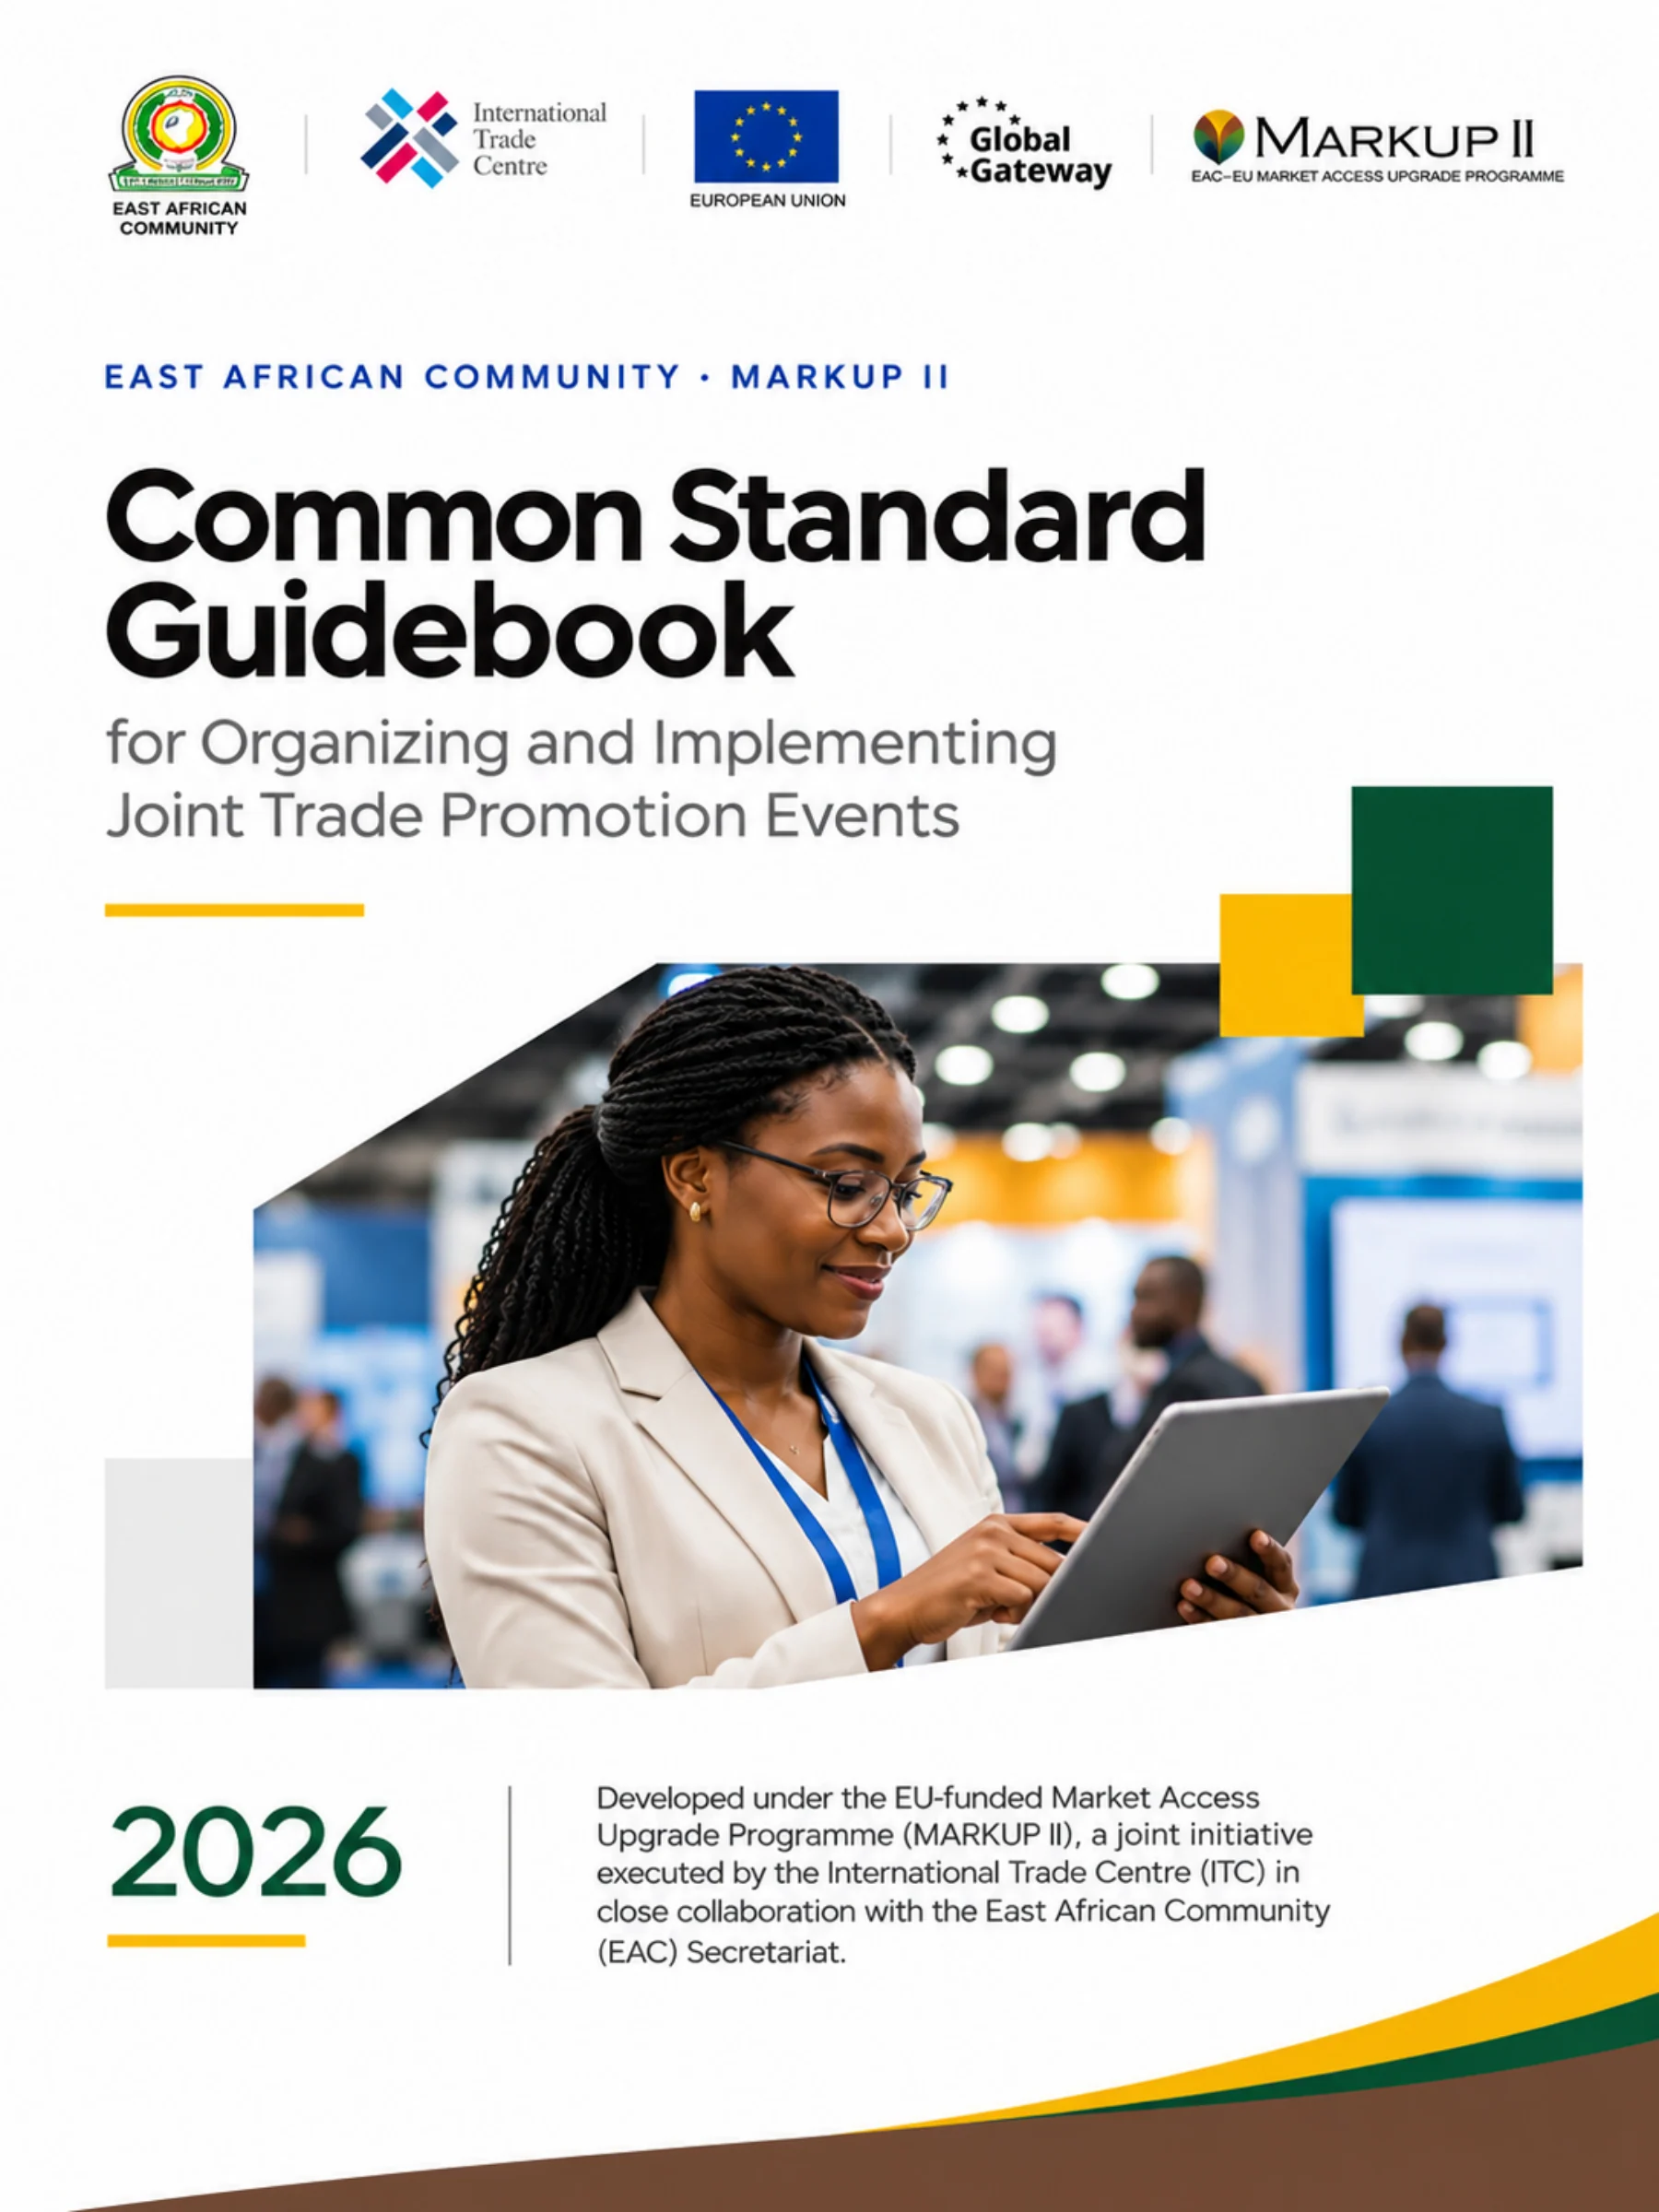 EAST AFRICAN
COMMUNITY
International
Trade
Centre
EUROPEAN UNION
Global
Gateway
MARKUP II
EAC–EU MARKET ACCESS UPGRADE PROGRAMME
EAST AFRICAN COMMUNITY · MARKUP II
Common Standard
Guidebook
for Organizing and Implementing
Joint Trade Promotion Events
2026
Developed under the EU-funded Market Access
Upgrade Programme (MARKUP II), a joint initiative
executed by the International Trade Centre (ITC) in
close collaboration with the East African Community
(EAC) Secretariat.